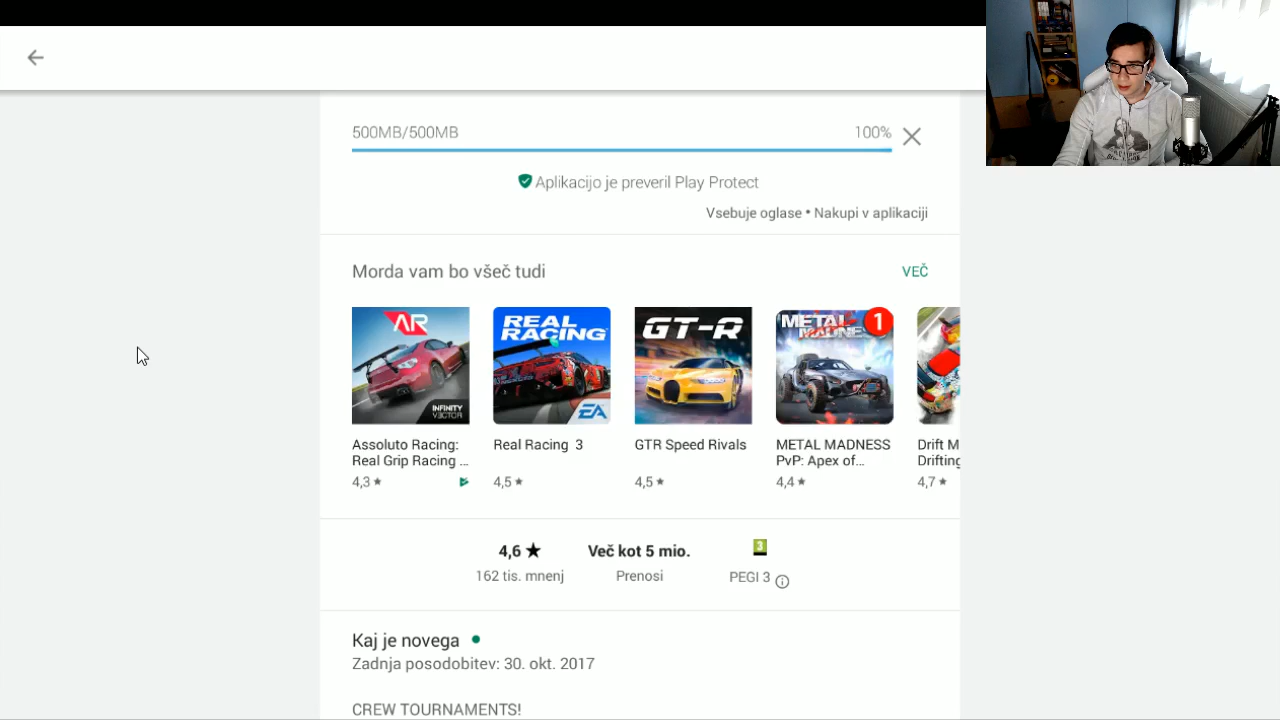 500MB/500MB 100%
Aplikacijo je preveril Play Protect
Vsebuje oglase • Nakupi v aplikaciji
Morda vam bo všeč tudi VEČ
AR
INFINITY
VECTOR
REAL
RACING
EA
GT-R
METAL
MADNE
1
Assoluto Racing:
Real Grip Racing ...
4,3 ★
Real Racing 3
4,5 ★
GTR Speed Rivals
4,5 ★
METAL MADNESS
PvP: Apex of…
4,4 ★
Drift M
Drifting
4,7 ★
4,6 ★ Več kot 5 mio. 3
162 tis. mnenj Prenosi PEGI 3
Kaj je novega
Zadnja posodobitev: 30. okt. 2017
CREW TOURNAMENTS!